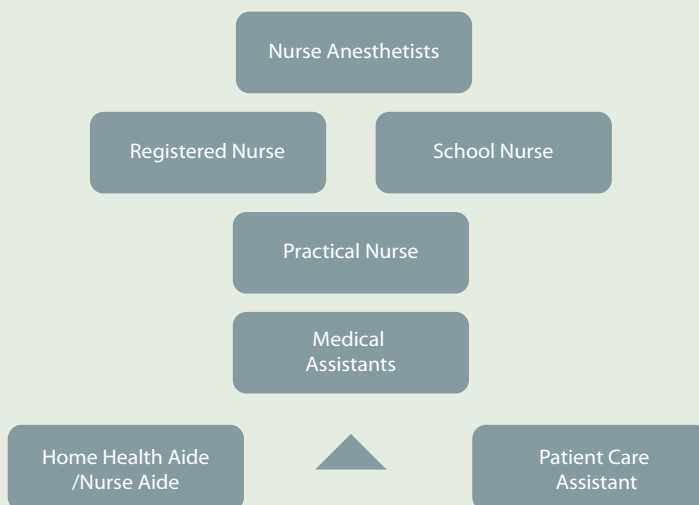 Nurse Anesthetists
Registered Nurse
School Nurse
Practical Nurse
Medical
Assistants
Home Health Aide
/Nurse Aide
Patient Care
Assistant